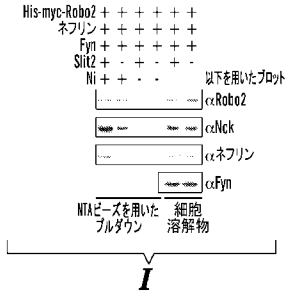 His-myc-Robo2 + + + + + +
ネフリン + + + + + +
Fyn + + + + + +
Slit2 + - + - + -
Ni + + - -
以下を用いたブロット
αRobo2
αNck
αネフリン
αFyn
NTAビーズを用いた 細胞
プルダウン 溶解物
I